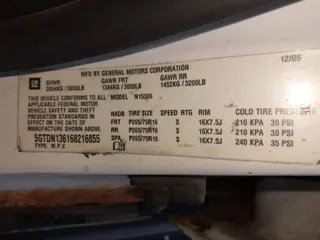 MFD BY GENERAL MOTORS CORPORATION
12/05
GM
GVWR GAWR FRT GAWR RR
2654KG/5850LB 1384KG/3050LB 1452KG/3200LB
THIS VEHICLE CONFORMS TO ALL MODEL N15306
APPLICABLE FEDERAL MOTOR
VEHICLE SAFETY AND THEFT
PREVENTION STANDARDS IN
EFFECT ON THE DATE OF
MANUFACTURE SHOWN ABOVE.
5GTDN136168216855
TYPE: M.P.V.
NADB TIRE SIZE SPEED RTG RIM COLD TIRE PRESSURE
FRT P265/75R16 S 16X7.5J 210 KPA 30 PSI
RR P265/75R16 S 16X7.5J 210 KPA 30 PSI
SPA P265/75R16 S 16X7.5J 240 KPA 35 PSI